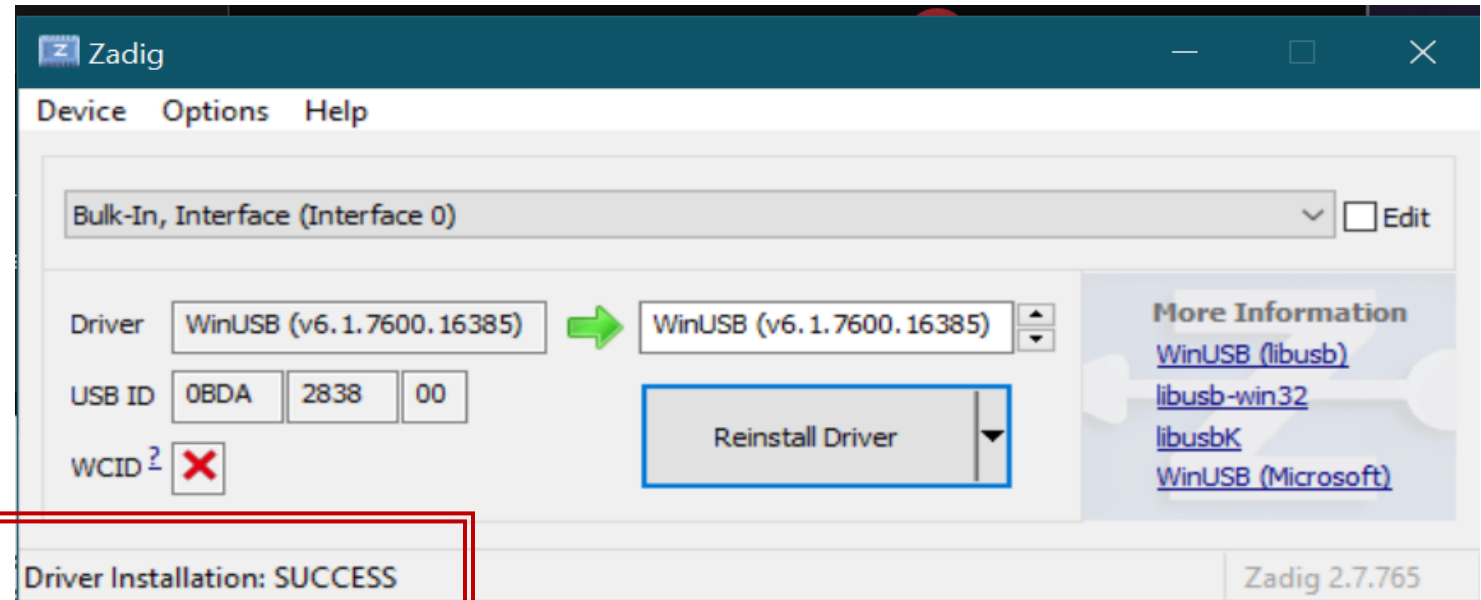 Zadig
Device Options Help
Bulk-In, Interface (Interface 0)
Edit
Driver WinUSB (v6.1.7600.16385) WinUSB (v6.1.7600.16385)
USB ID 0BDA 2838 00
WCID ?
Reinstall Driver
More Information
WinUSB (libusb)
libusb-win32
libusbK
WinUSB (Microsoft)
Driver Installation: SUCCESS
Zadig 2.7.765